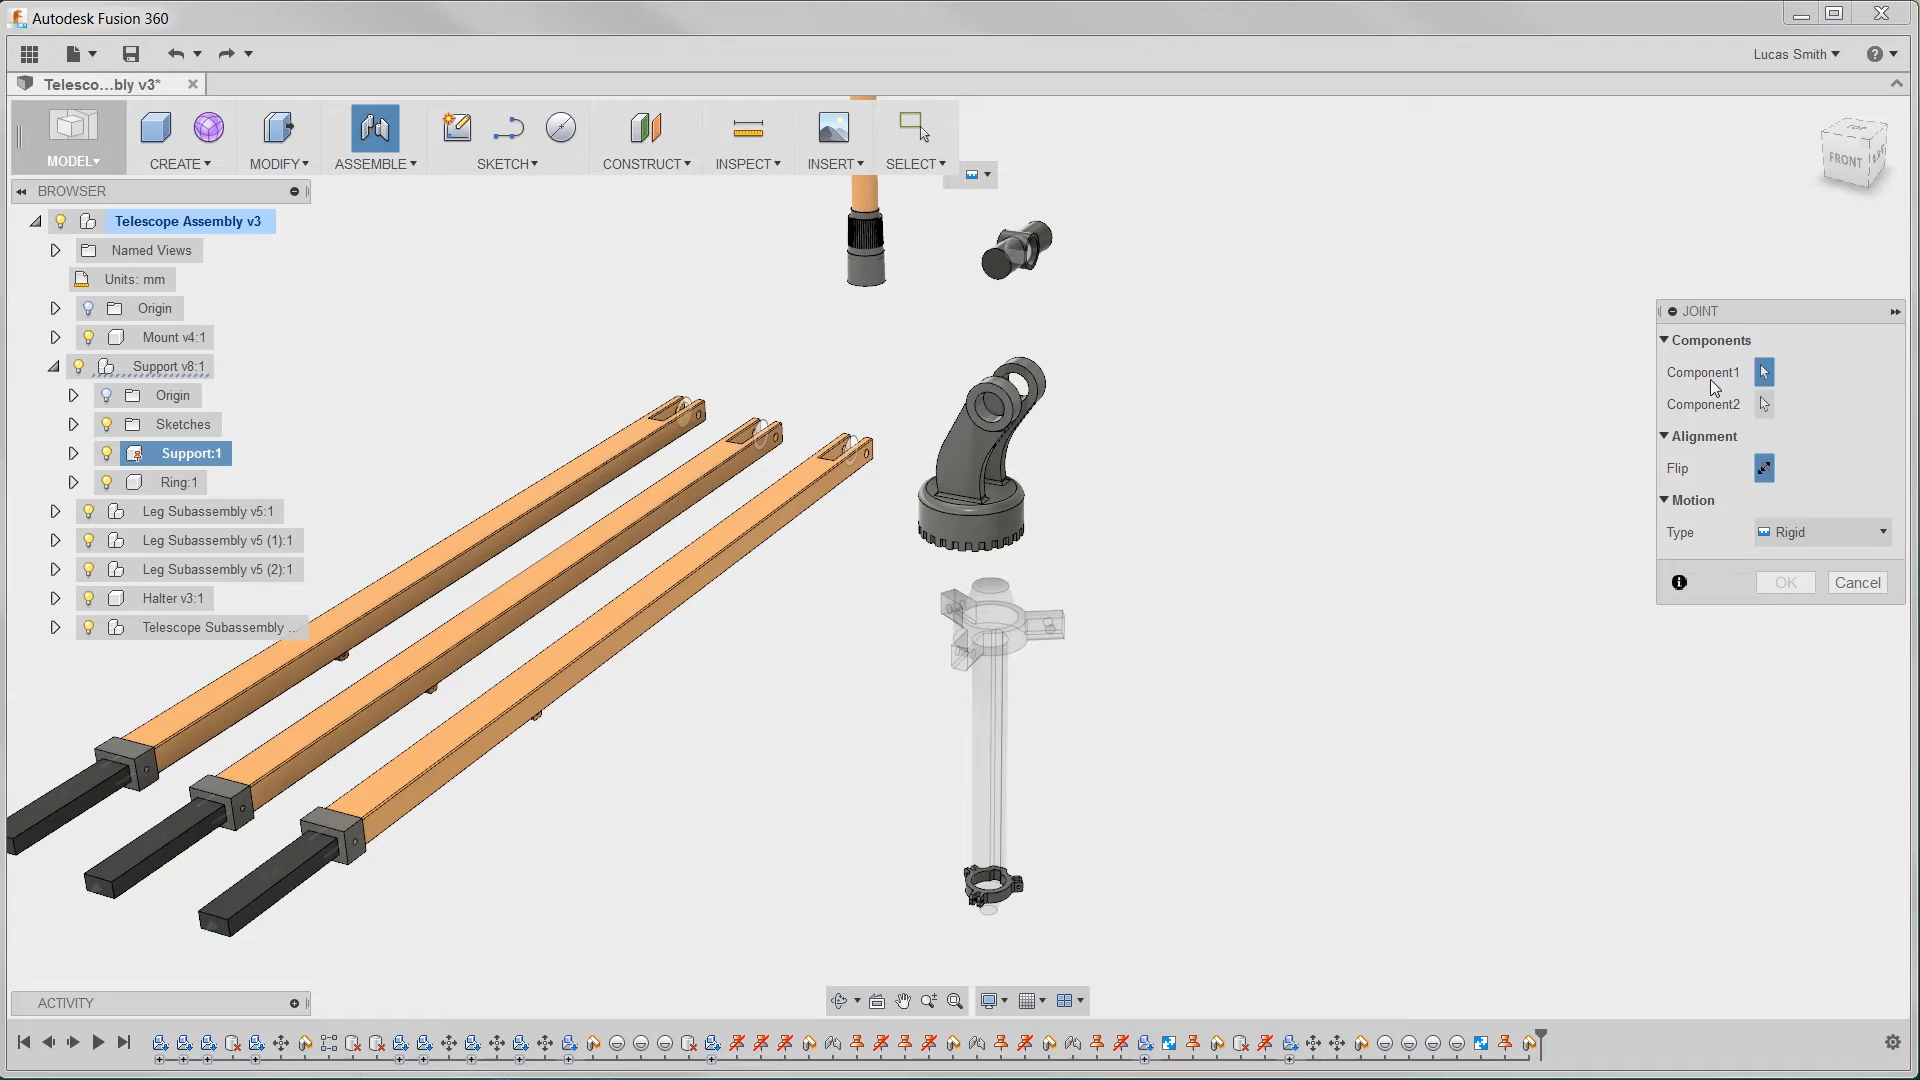 Autodesk Fusion 360
Lucas Smith
Telesco...bly v3*
MODEL
CREATE
MODIFY
ASSEMBLE
SKETCH
CONSTRUCT
INSPECT
INSERT
SELECT
TOP
FRONT
BROWSER
Telescope Assembly v3
Named Views
Units: mm
Origin
Mount v4:1
Support v8:1
Origin
Sketches
Support:1
Ring:1
Leg Subassembly v5:1
Leg Subassembly v5 (1):1
Leg Subassembly v5 (2):1
Halter v3:1
Telescope Subassembly ...
JOINT
Components
Component1
Component2
Alignment
Flip
Motion
Type Rigid
OK Cancel
ACTIVITY